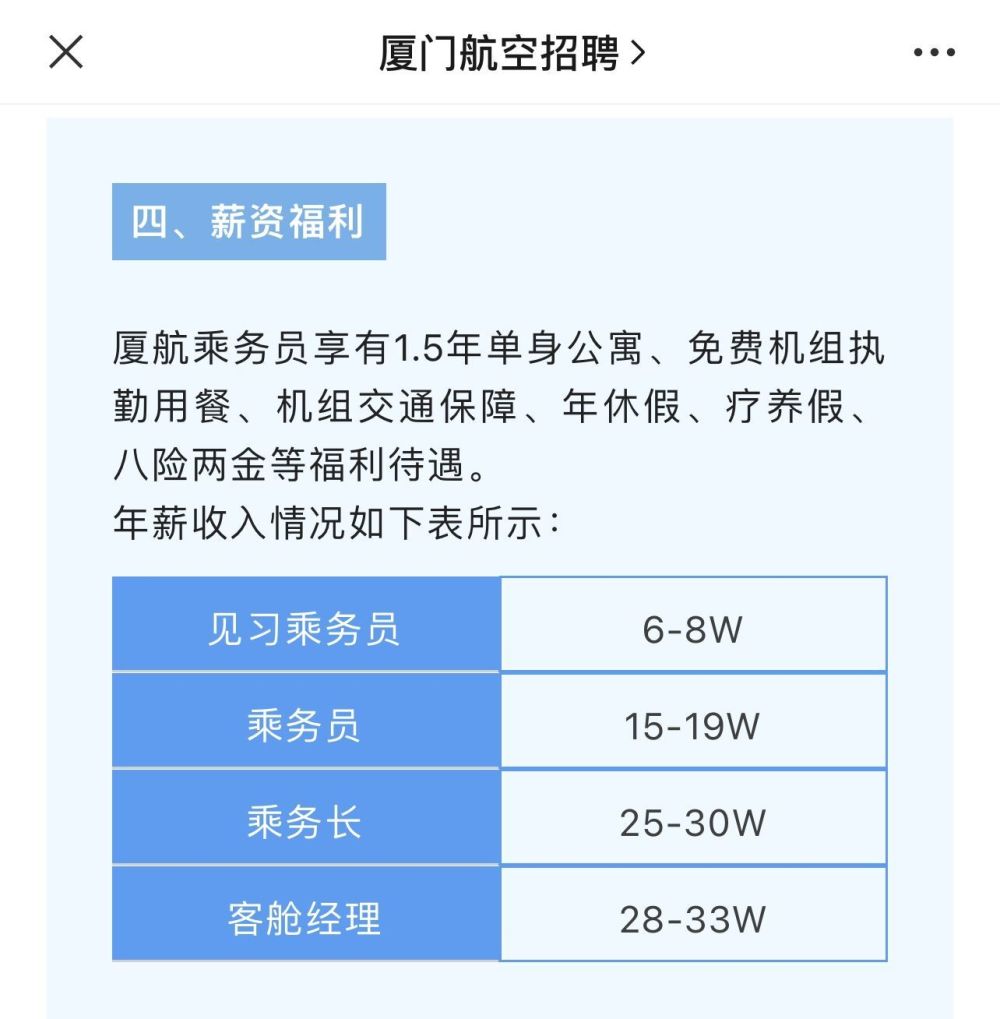 厦门航空招聘
四、薪资福利
厦航乘务员享有1.5年单身公寓、免费机组执
勤用餐、机组交通保障、年休假、疗养假、
八险两金等福利待遇。
年薪收入情况如下表所示：
见习乘务员 6-8W
乘务员 15-19W
乘务长 25-30W
客舱经理 28-33W